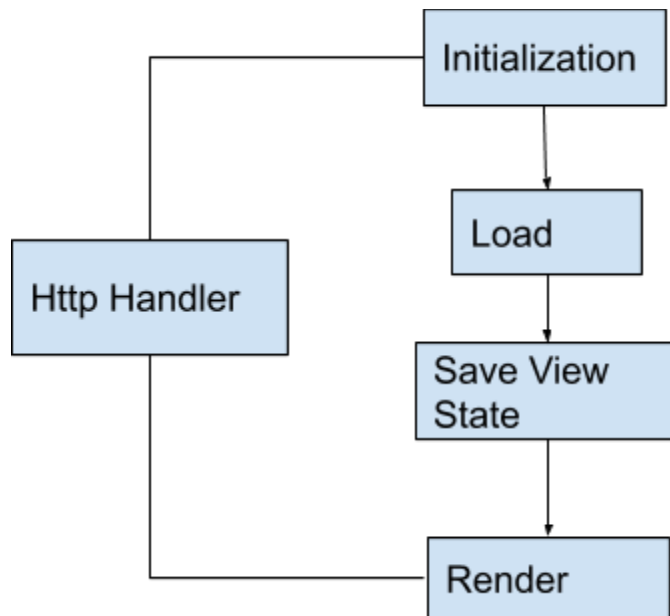 Initialization
Load
Http Handler
Save View
State
Render